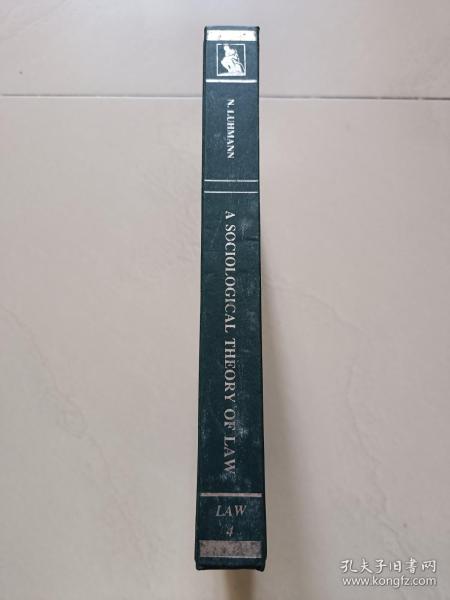 N. LUHMANN
A SOCIOLOGICAL THEORY OF LAW
LAW
4
孔夫子旧书网
www.kongfz.com